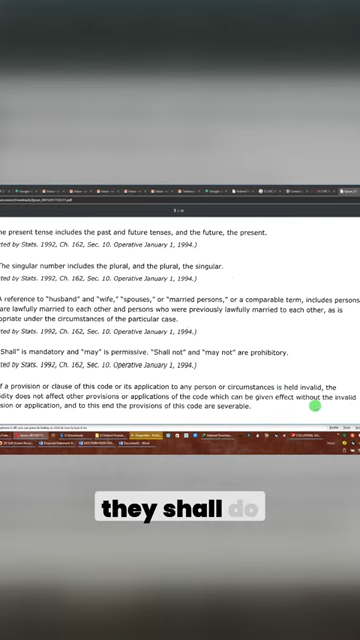 he present tense includes the past and future tenses, and the future, the present.
ted by Stats. 1992, Ch. 162, Sec. 10. Operative January 1, 1994.)
The singular number includes the plural, and the plural, the singular.
ted by Stats. 1992, Ch. 162, Sec. 10. Operative January 1, 1994.)
A reference to "husband" and "wife," "spouses," or "married persons," or a comparable term, includes persons
are lawfully married to each other and persons who were previously lawfully married to each other, as is
opriate under the circumstances of the particular case.
ted by Stats. 1992, Ch. 162, Sec. 10. Operative January 1, 1994.)
"Shall" is mandatory and "may" is permissive. "Shall not" and "may not" are prohibitory.
ted by Stats. 1992, Ch. 162, Sec. 10. Operative January 1, 1994.)
f a provision or clause of this code or its application to any person or circumstances is held invalid, the
idity does not affect other provisions or applications of the code which can be given effect without the invalid
ision or application, and to this end the provisions of this code are severable.
they shall do